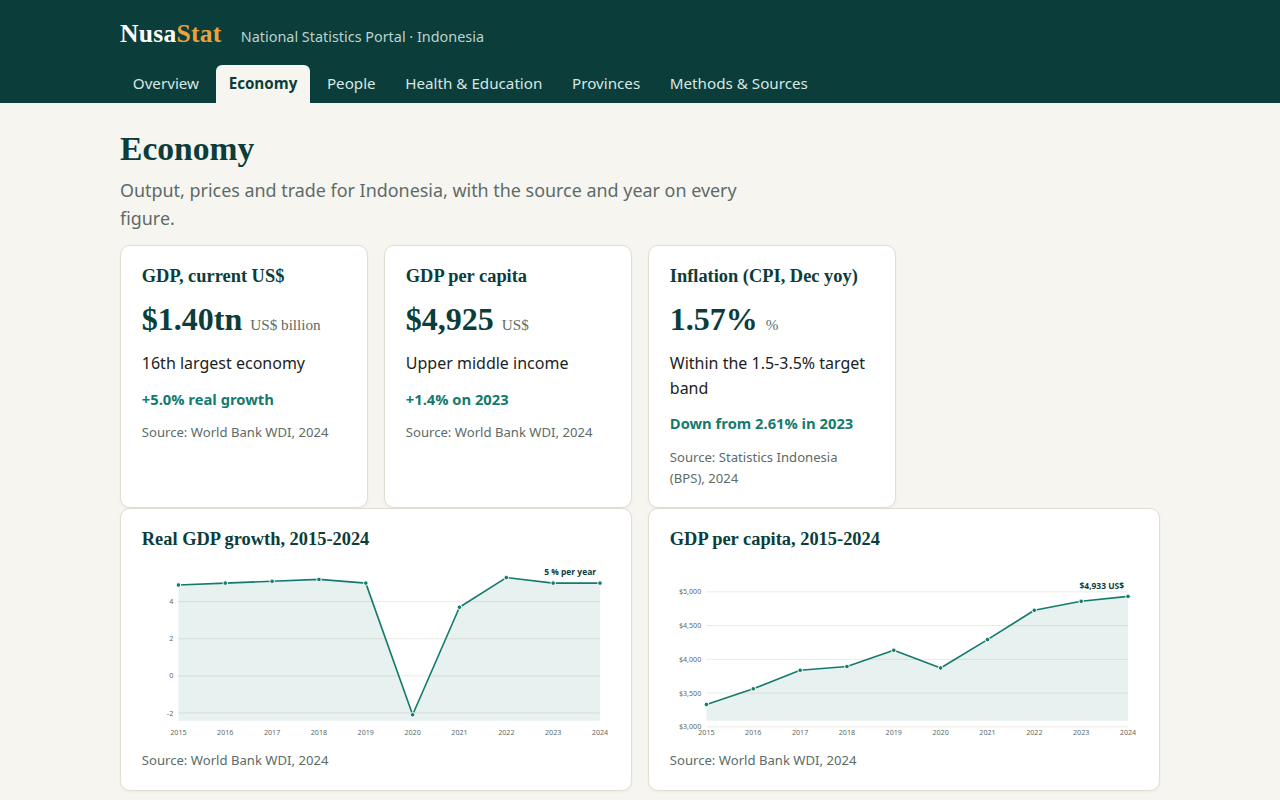 NusaStat National Statistics Portal · Indonesia
Overview Economy People Health & Education Provinces Methods & Sources
Economy
Output, prices and trade for Indonesia, with the source and year on every
figure.
GDP, current US$
$1.40tn US$ billion
16th largest economy
+5.0% real growth
Source: World Bank WDI, 2024
GDP per capita
$4,925 US$
Upper middle income
+1.4% on 2023
Source: World Bank WDI, 2024
Inflation (CPI, Dec yoy)
1.57% %
Within the 1.5-3.5% target
band
Down from 2.61% in 2023
Source: Statistics Indonesia
(BPS), 2024
Real GDP growth, 2015-2024
5 % per year
4
2
0
-2
2015 2016 2017 2018 2019 2020 2021 2022 2023 2024
Source: World Bank WDI, 2024
GDP per capita, 2015-2024
$4,933 US$
$5,000
$4,500
$4,000
$3,500
$3,000
2015 2016 2017 2018 2019 2020 2021 2022 2023 2024
Source: World Bank WDI, 2024